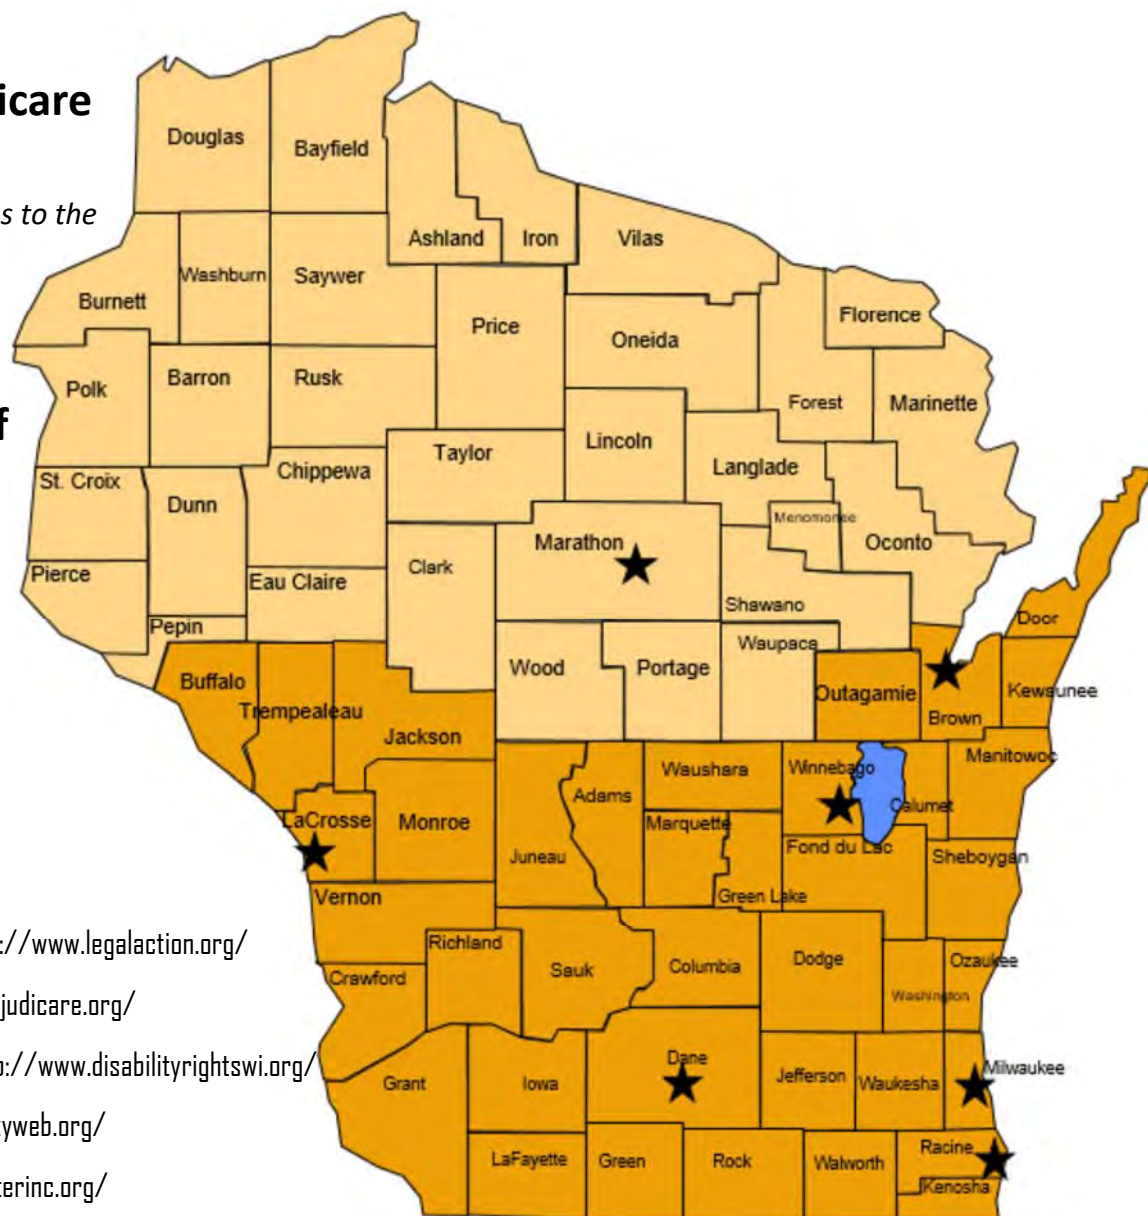 icare
s to the
f
://www.legalaction.org/
judicare.org/
p://www.disabilityrightswi.org/
tyweb.org/
terinc.org/
Douglas
Bayfield
Ashland
Iron
Vilas
Burnett
Washburn
Saywer
Price
Oneida
Florence
Polk
Barron
Rusk
Forest
Marinette
St. Croix
Dunn
Chippewa
Taylor
Lincoln
Langlade
Menomonee
Oconto
Pierce
Eau Claire
Clark
Marathon
Shawano
Pepin
Wood
Portage
Waupaca
Door
Buffalo
Trempealeau
Jackson
Outagamie
Brown
Kewaunee
LaCrosse
Monroe
Juneau
Adams
Waushara
Winnebago
Calumet
Manitowoc
Marquette
Green Lake
Fond du Lac
Sheboygan
Vernon
Richland
Sauk
Columbia
Dodge
Washington
Ozaukee
Crawford
Grant
Iowa
Dane
Jefferson
Waukesha
Milwaukee
LaFayette
Green
Rock
Walworth
Racine
Kenosha